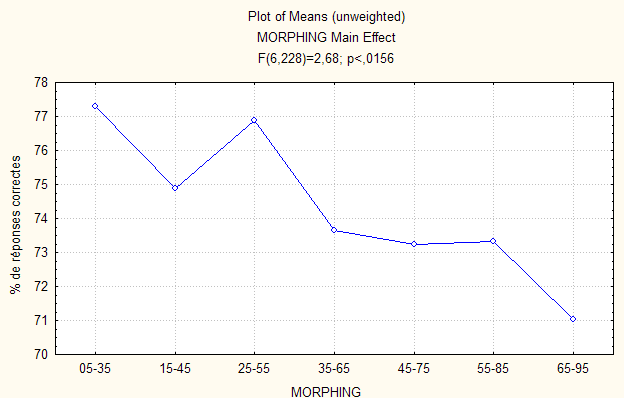 Plot of Means (unweighted)
MORPHING Main Effect
F(6,228)=2,68; p<,0156
% de réponses correctes
78
77
76
75
74
73
72
71
70
05-35 15-45 25-55 35-65 45-75 55-85 65-95
MORPHING